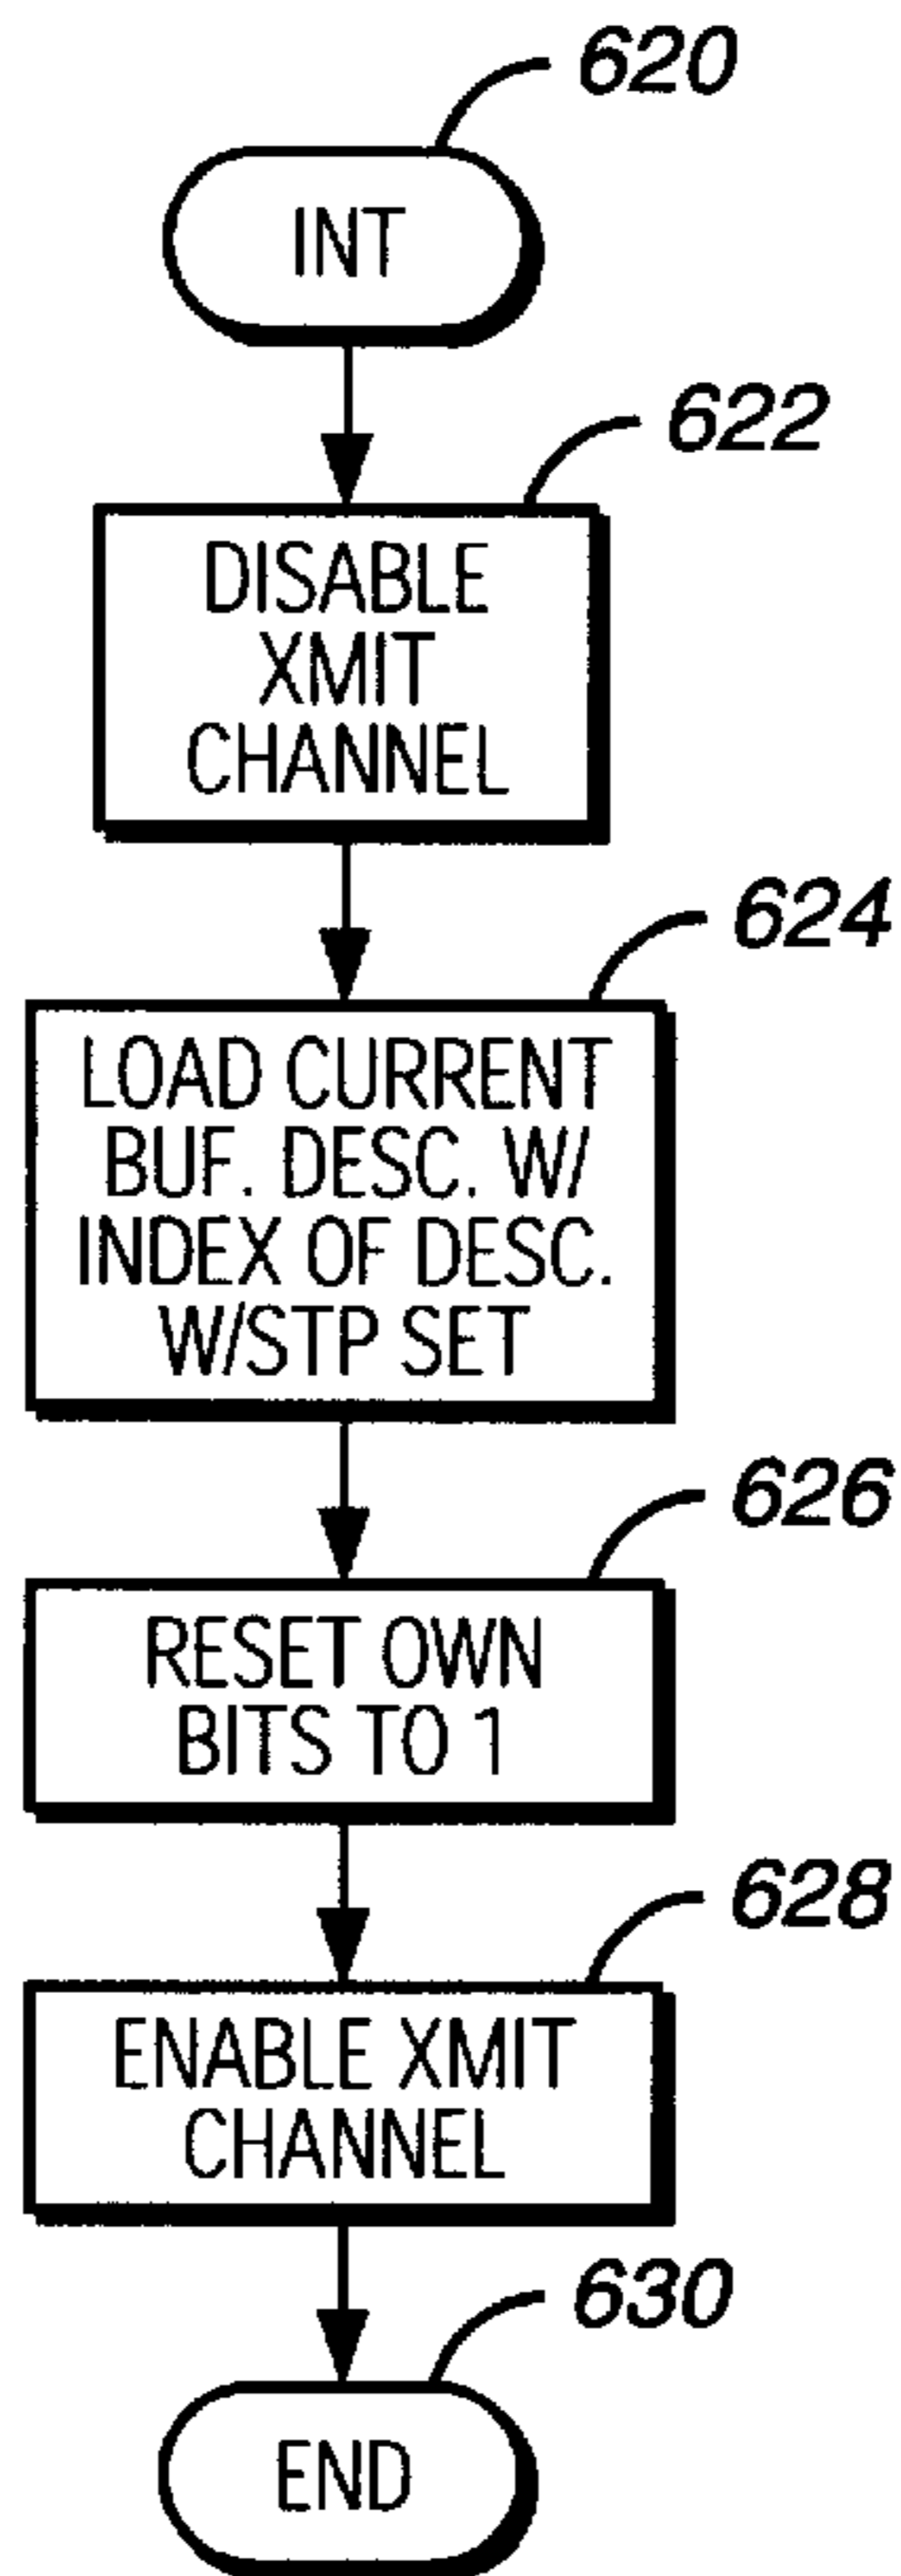 620
INT
622
DISABLE
XMIT
CHANNEL
624
LOAD CURRENT
BUF. DESC. W/
INDEX OF DESC.
W/STP SET
626
RESET OWN
BITS TO 1
628
ENABLE XMIT
CHANNEL
630
END